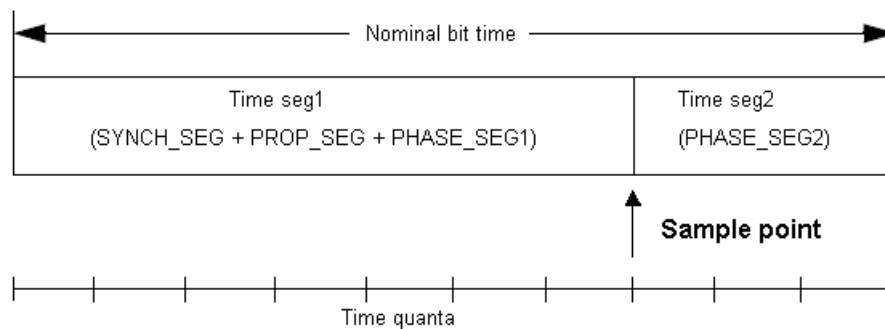 Nominal bit time
Time seg1
(SYNCH_SEG + PROP_SEG + PHASE_SEG1)
Time seg2
(PHASE_SEG2)
Sample point
Time quanta